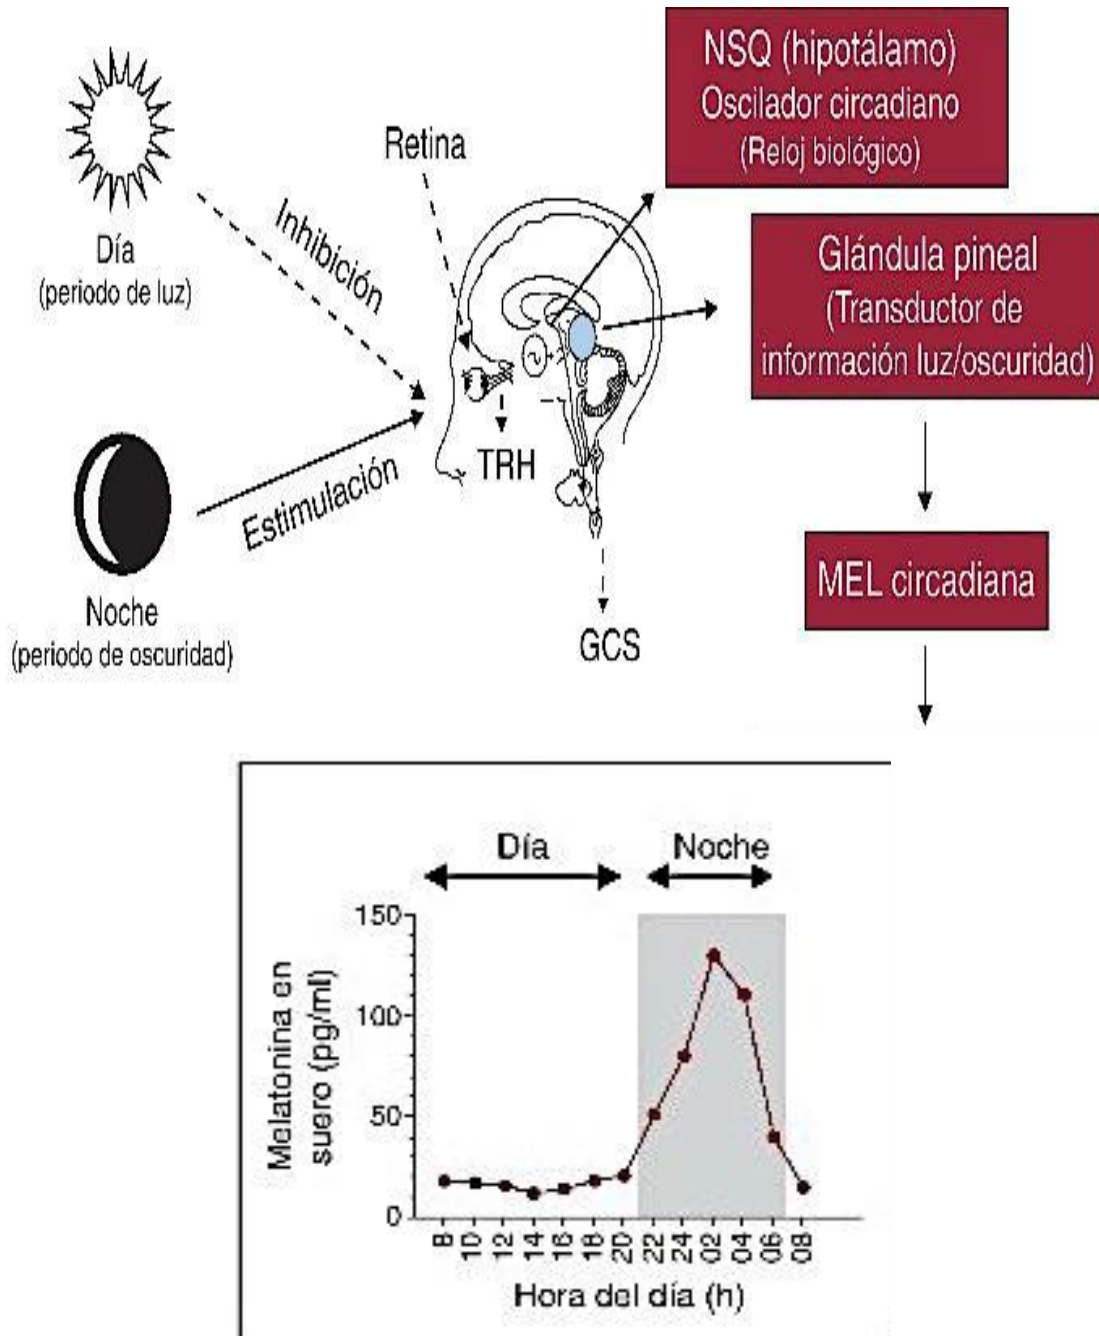 NSQ (hipotálamo)
Oscilador circadiano
(Reloj biológico)
Retina
Día
(periodo de luz)
Inhibición
Glándula pineal
(Transductor de
información luz/oscuridad)
TRH
Estimulación
Noche
(periodo de oscuridad)
GCS
MEL circadiana
Día
Noche
Melatonina en
suero (pg/ml)
150
100
50
0
8 10 12 14 16 18 20 22 24 02 04 06 08
Hora del día (h)